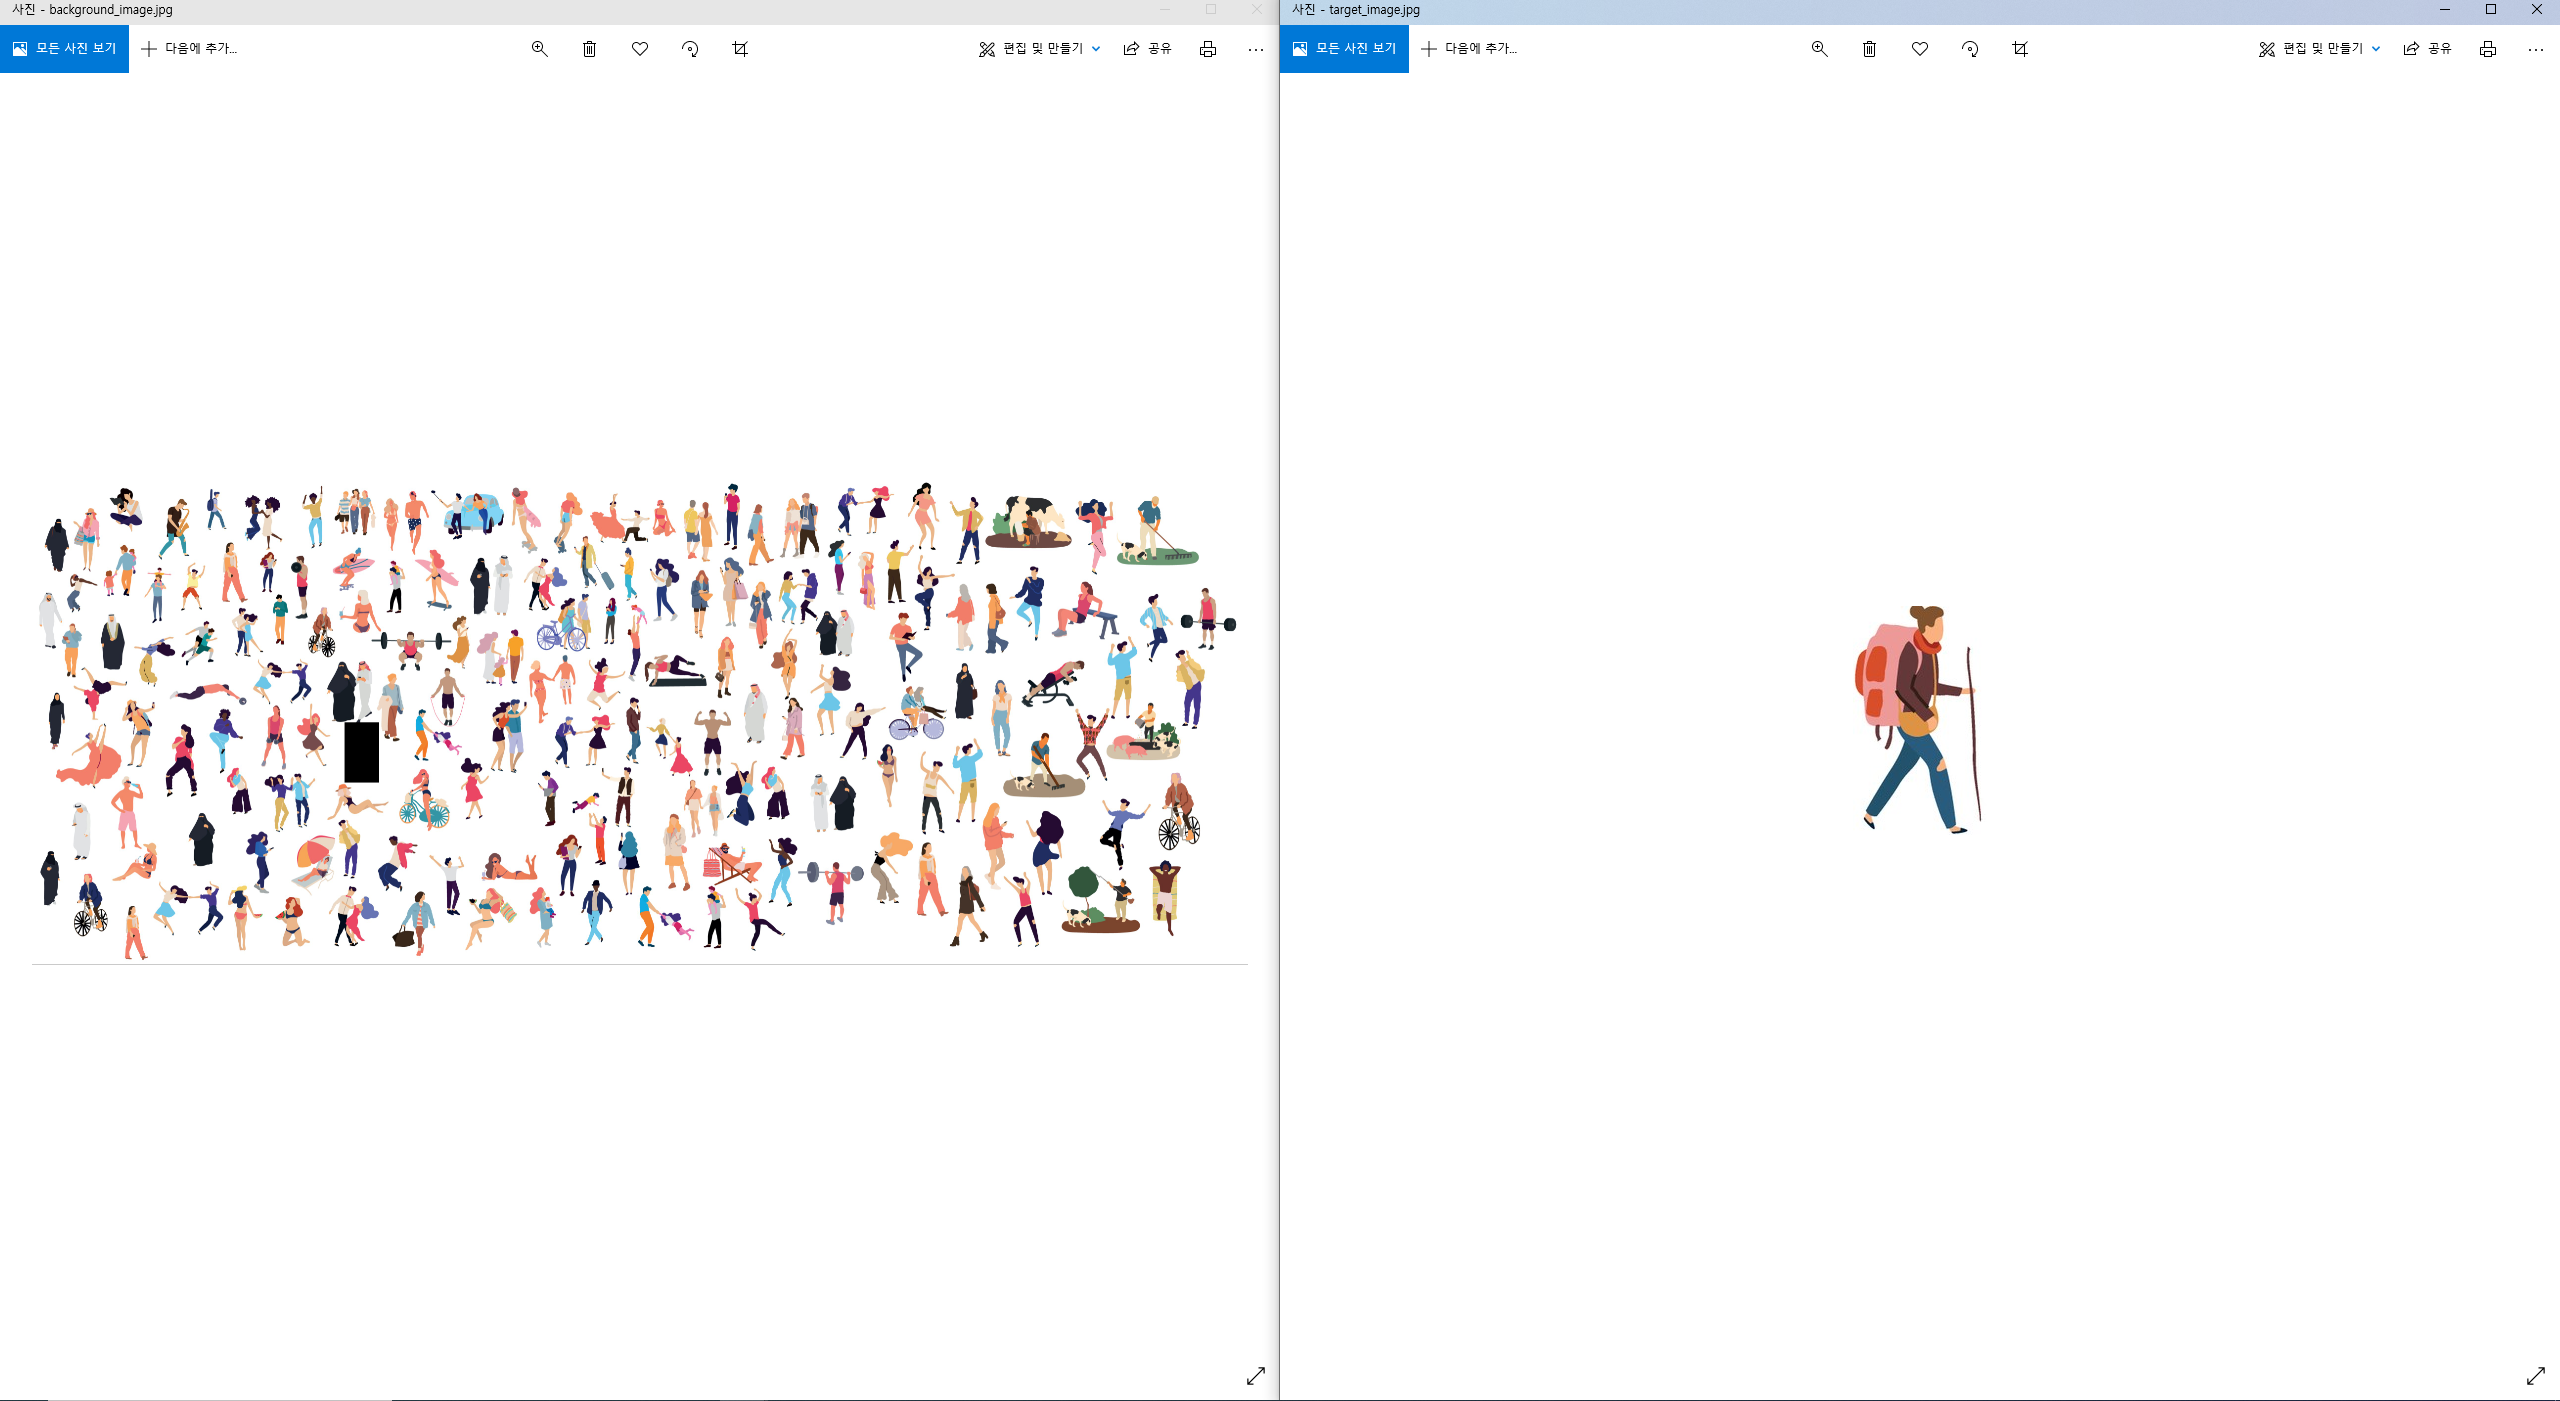 사진 - background_image.jpg
모든 사진 보기
다음에 추가...
편집 및 만들기
공유
사진 - target_image.jpg
모든 사진 보기
다음에 추가...
편집 및 만들기
공유